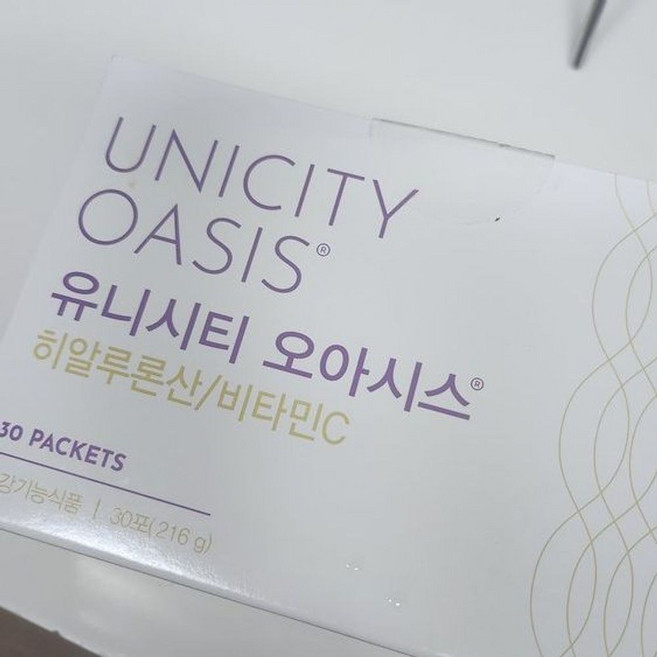 UNICITY
OASIS®
유니시티 오아시스®
히알루론산/비타민C
30 PACKETS
강기능식품 | 30포(216 g)